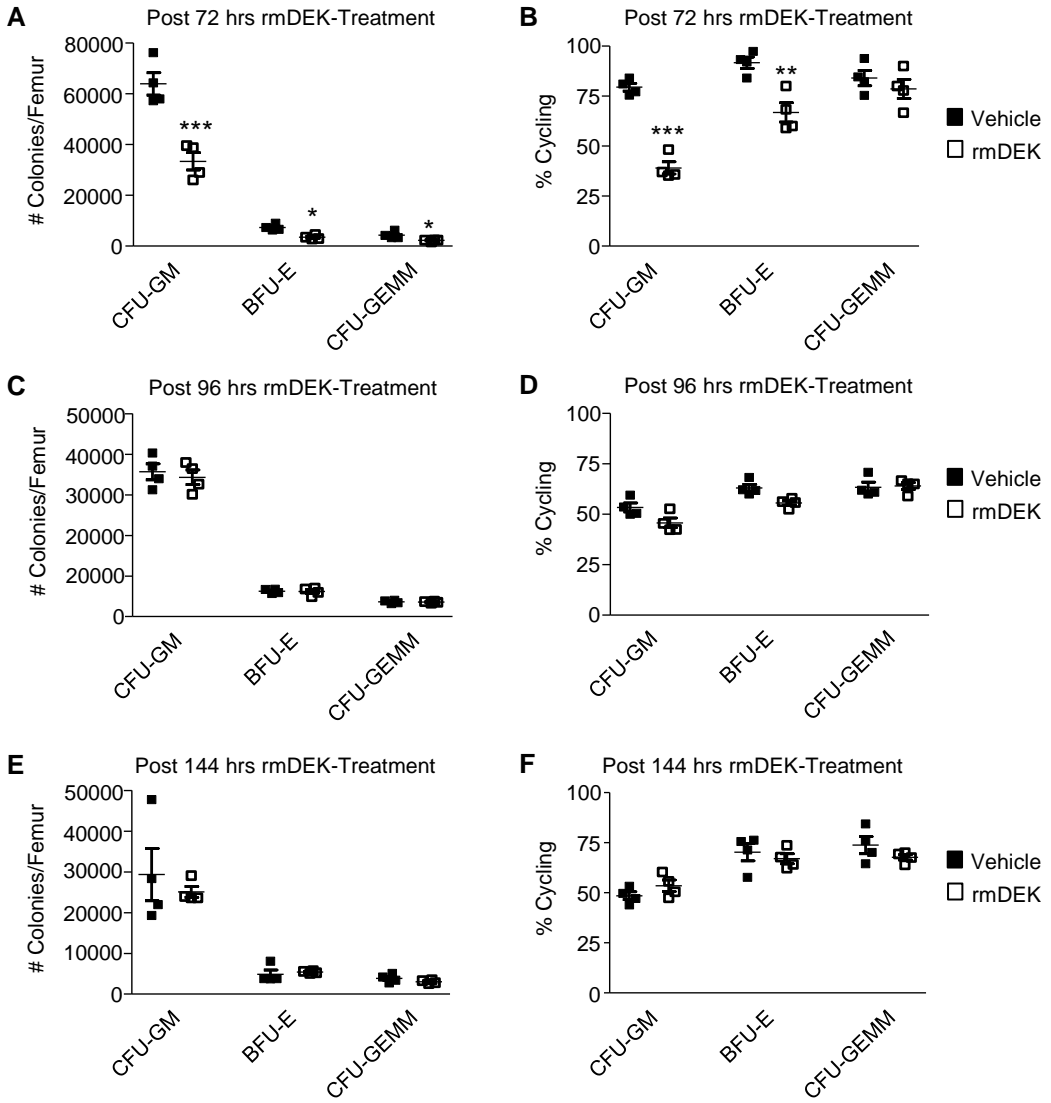 A
Post 72 hrs rmDEK-Treatment
# Colonies/Femur
80000
60000
40000
20000
0
***
*
*
CFU-GM
BFU-E
CFU-GEMM
B
Post 72 hrs rmDEK-Treatment
% Cycling
100
75
50
25
0
***
**
CFU-GM
BFU-E
CFU-GEMM
Vehicle
rmDEK
C
Post 96 hrs rmDEK-Treatment
# Colonies/Femur
50000
40000
30000
20000
0
CFU-GM
BFU-E
CFU-GEMM
D
Post 96 hrs rmDEK-Treatment
% Cycling
100
75
50
25
0
CFU-GM
BFU-E
CFU-GEMM
Vehicle
rmDEK
E
Post 144 hrs rmDEK-Treatment
# Colonies/Femur
50000
40000
30000
20000
10000
0
CFU-GM
BFU-E
CFU-GEMM
F
Post 144 hrs rmDEK-Treatment
% Cycling
100
75
50
25
0
CFU-GM
BFU-E
CFU-GEMM
Vehicle
rmDEK